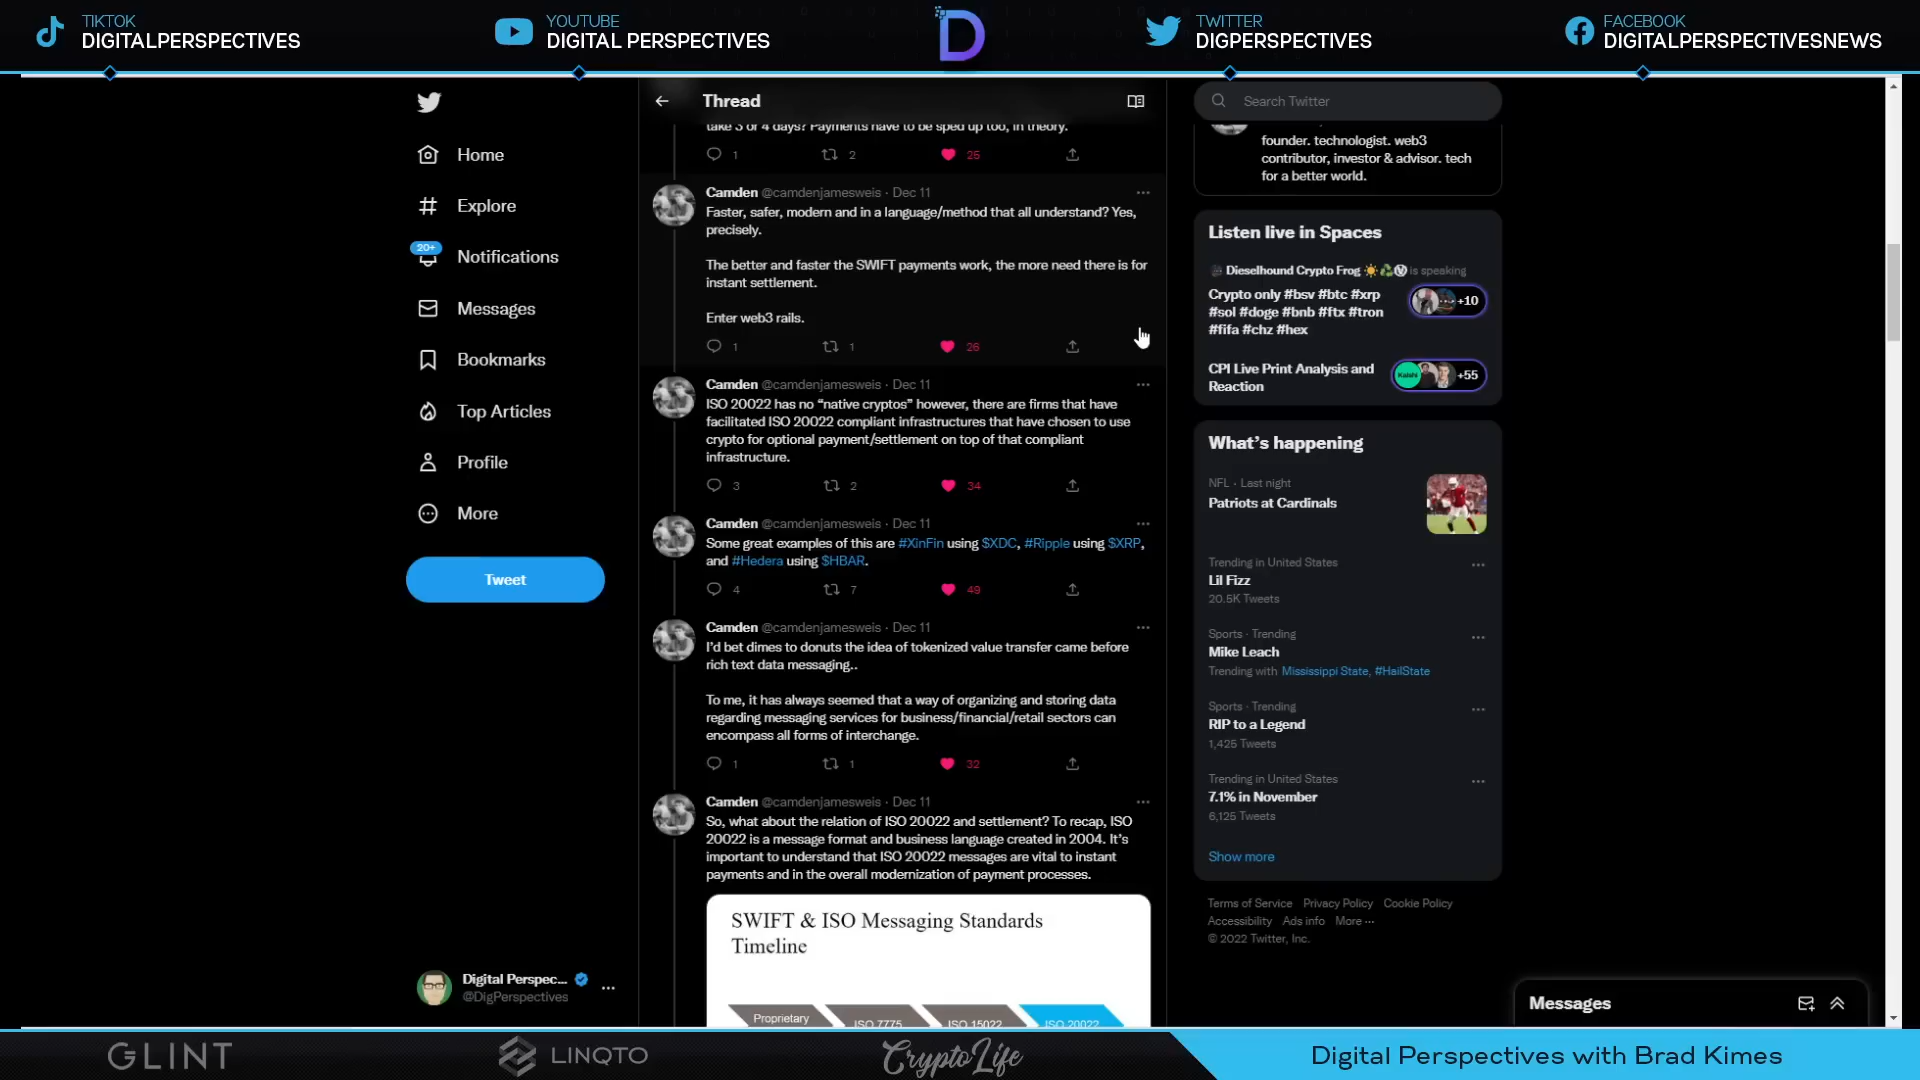 TIKTOK
DIGITALPERSPECTIVES
YOUTUBE
DIGITAL PERSPECTIVES
D
TWITTER
DIGPERSPECTIVES
FACEBOOK
DIGITALPERSPECTIVESNEWS
Home
Explore
20+
Notifications
Messages
Bookmarks
Top Articles
Profile
More
Tweet
Digital Perspec...
@DigPerspectives
Thread
take 3 or 4 days? Payments have to be sped up too, in theory.
1 2 25
Camden @camdenjamesweis · Dec 11
Faster, safer, modern and in a language/method that all understand? Yes,
precisely.
The better and faster the SWIFT payments work, the more need there is for
instant settlement.
Enter web3 rails.
1 1 26
Camden @camdenjamesweis · Dec 11
ISO 20022 has no “native cryptos” however, there are firms that have
facilitated ISO 20022 compliant infrastructures that have chosen to use
crypto for optional payment/settlement on top of that compliant
infrastructure.
3 2 34
Camden @camdenjamesweis · Dec 11
Some great examples of this are #XinFin using $XDC, #Ripple using $XRP,
and #Hedera using $HBAR.
4 7 49
Camden @camdenjamesweis · Dec 11
I’d bet dimes to donuts the idea of tokenized value transfer came before
rich text data messaging..
To me, it has always seemed that a way of organizing and storing data
regarding messaging services for business/financial/retail sectors can
encompass all forms of interchange.
1 1 32
Camden @camdenjamesweis · Dec 11
So, what about the relation of ISO 20022 and settlement? To recap, ISO
20022 is a message format and business language created in 2004. It’s
important to understand that ISO 20022 messages are vital to instant
payments and in the overall modernization of payment processes.
SWIFT & ISO Messaging Standards
Timeline
Proprietary
ISO 7775
ISO 15022
ISO 20022
Search Twitter
founder. technologist. web3
contributor, investor & advisor. tech
for a better world.
Listen live in Spaces
Dieselhound Crypto Frog is speaking
Crypto only #bsv #btc #xrp
#sol #doge #bnb #ftx #tron
#fifa #chz #hex
+10
CPI Live Print Analysis and
Reaction
+55
What’s happening
NFL · Last night
Patriots at Cardinals
Trending in United States
Lil Fizz
20.5K Tweets
Sports · Trending
Mike Leach
Trending with Mississippi State, #HailState
Sports · Trending
RIP to a Legend
1,425 Tweets
Trending in United States
7.1% in November
6,125 Tweets
Show more
Terms of Service Privacy Policy Cookie Policy
Accessibility Ads info More ···
© 2022 Twitter, Inc.
Messages
GLINT
LINQTO
CryptoLife
Digital Perspectives with Brad Kimes